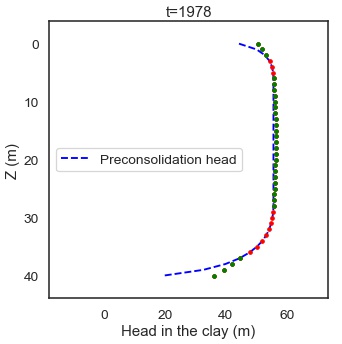 t=1978
0
10
20
30
40
Z (m)
Preconsolidation head
0 20 40 60
Head in the clay (m)